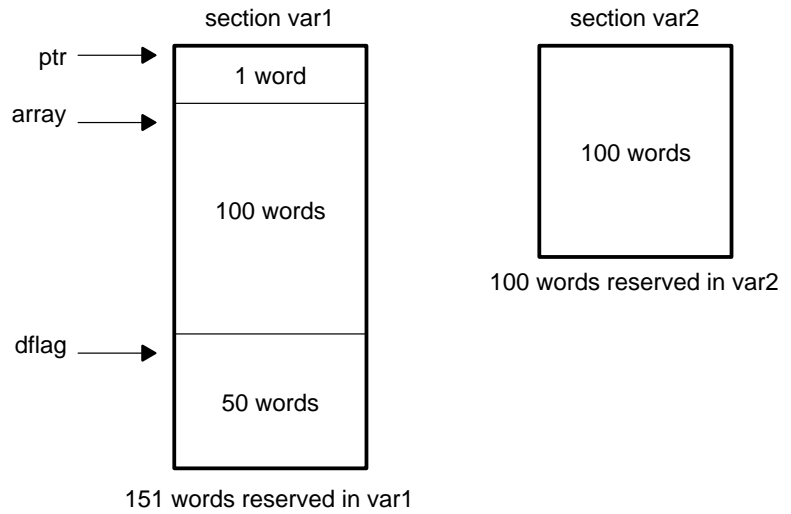 section var1
ptr
1 word
array
100 words
dflag
50 words
151 words reserved in var1
section var2
100 words
100 words reserved in var2